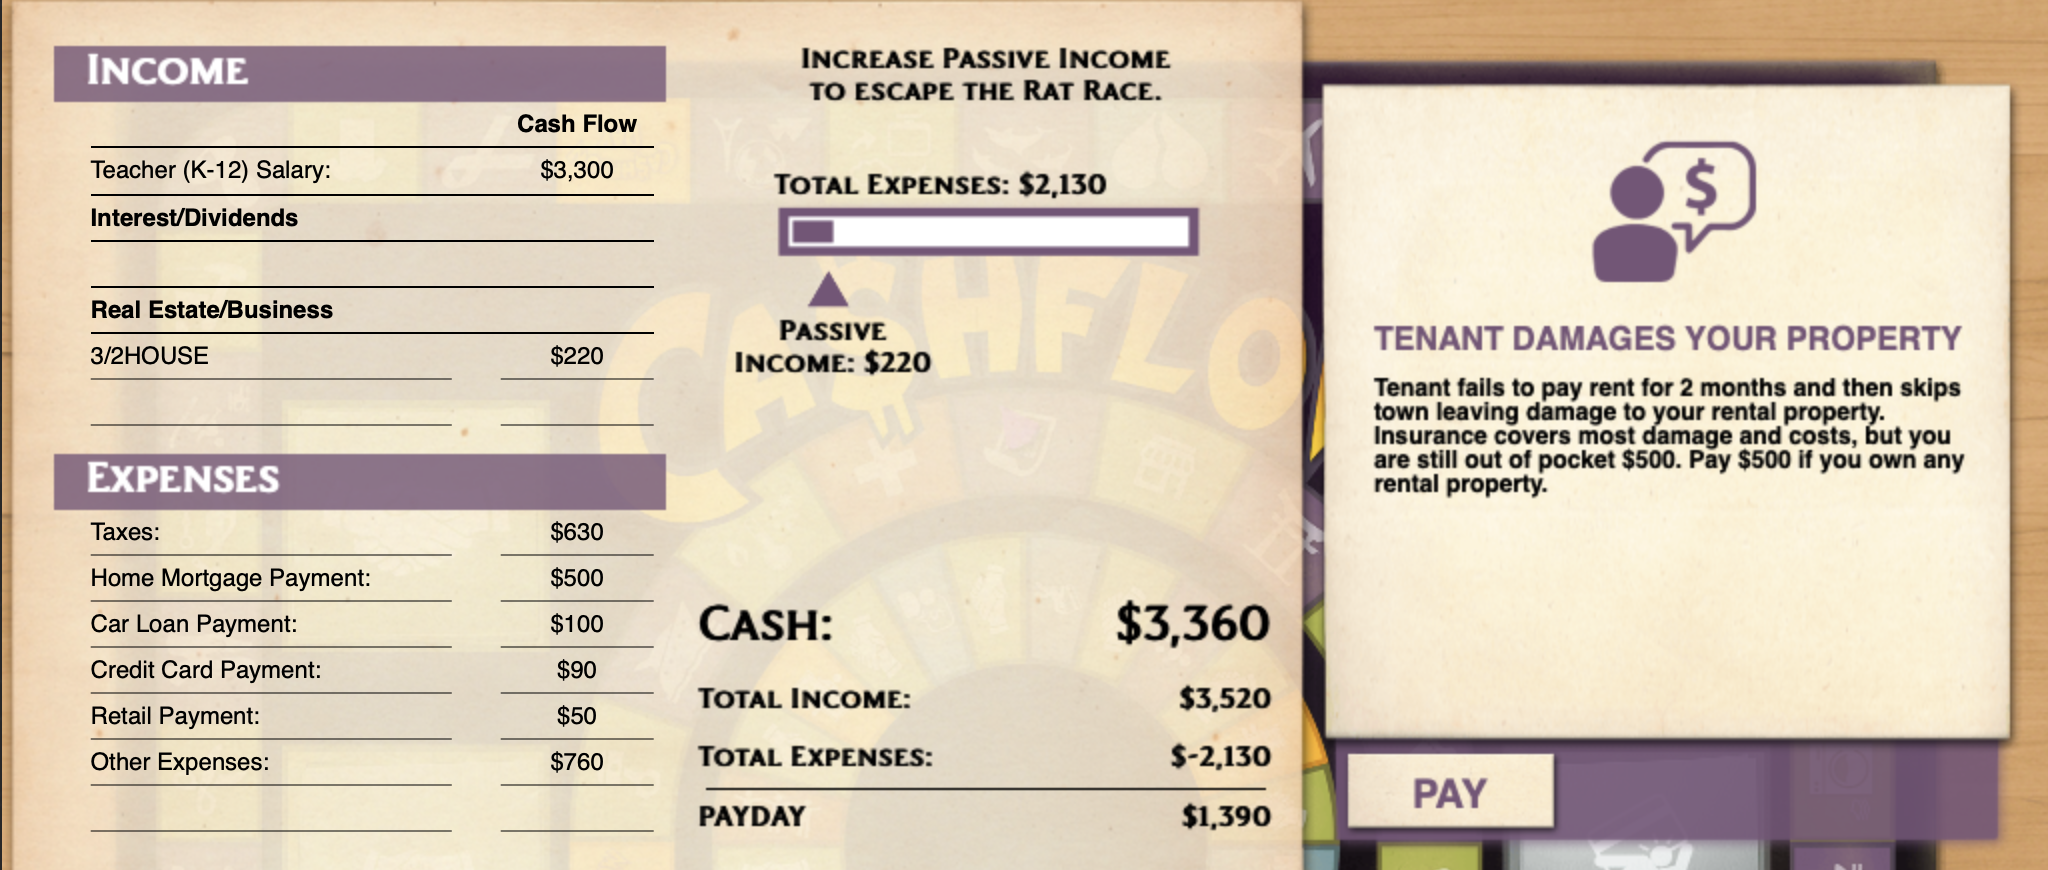 INCOME
Cash Flow
Teacher (K-12) Salary: $3,300
Interest/Dividends
Real Estate/Business
3/2HOUSE $220
EXPENSES
Taxes: $630
Home Mortgage Payment: $500
Car Loan Payment: $100
Credit Card Payment: $90
Retail Payment: $50
Other Expenses: $760
INCREASE PASSIVE INCOME
TO ESCAPE THE RAT RACE.
TOTAL EXPENSES: $2,130
PASSIVE
INCOME: $220
CASHFLO
CASH: $3,360
TOTAL INCOME: $3,520
TOTAL EXPENSES: $-2,130
PAYDAY $1,390
$
TENANT DAMAGES YOUR PROPERTY
Tenant fails to pay rent for 2 months and then skips
town leaving damage to your rental property.
Insurance covers most damage and costs, but you
are still out of pocket $500. Pay $500 if you own any
rental property.
PAY